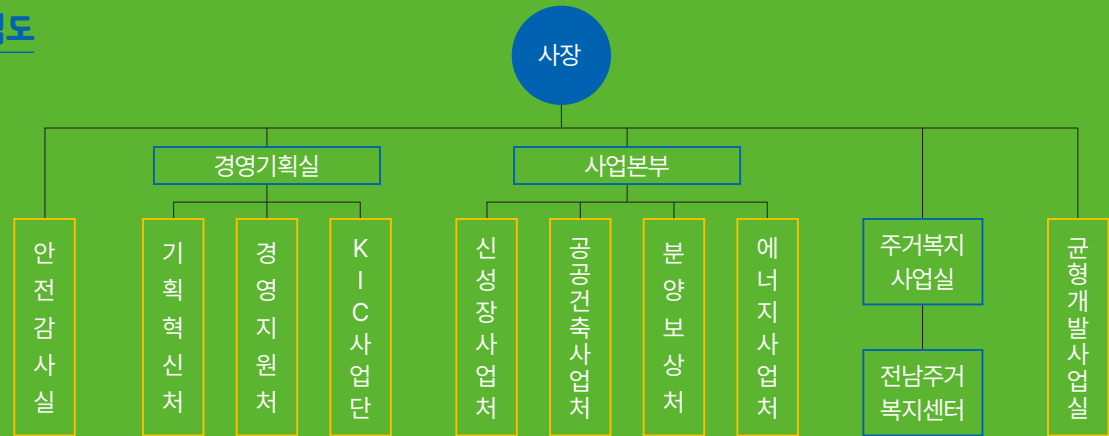 사장
경영기획실
사업본부
안전감사실
기획혁신처
경영지원처
KIC사업단
신성장사업처
공공건축사업처
분양보상처
에너지사업처
주거복지
사업실
전남주거
복지센터
균형개발사업실